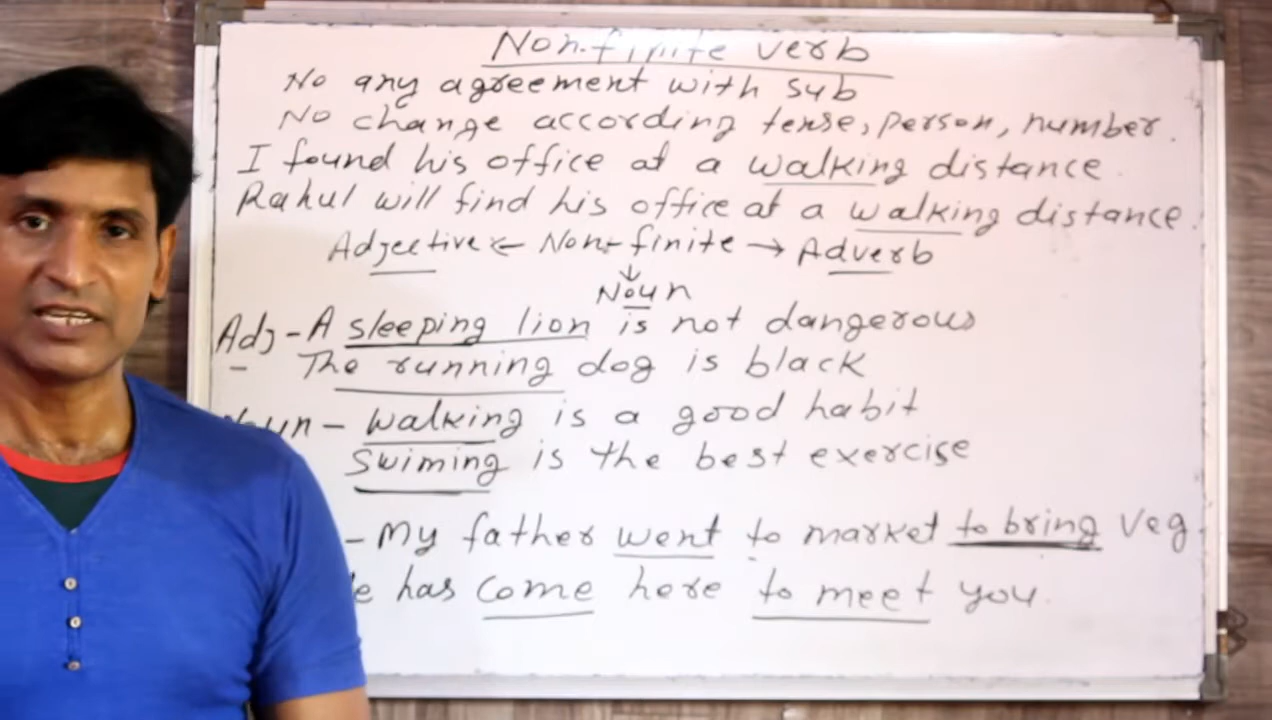 Non-finite verb
No any agreement with sub
No change according tense, person, number.
I found his office at a walking distance.
Rahul will find his office at a walking distance.
Adjective ← Non-finite → Adverb
↓
Noun
Adj - A sleeping lion is not dangerous
- The running dog is black
un - Walking is a good habit
Swiming is the best exercise
- My father went to market to bring veg.
e has come here to meet you.